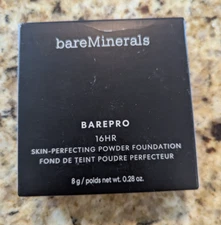 bareMinerals
BAREPRO
16HR
SKIN-PERFECTING POWDER FOUNDATION
FOND DE TEINT POUDRE PERFECTEUR
8 g / poids net wt. 0.28 oz.